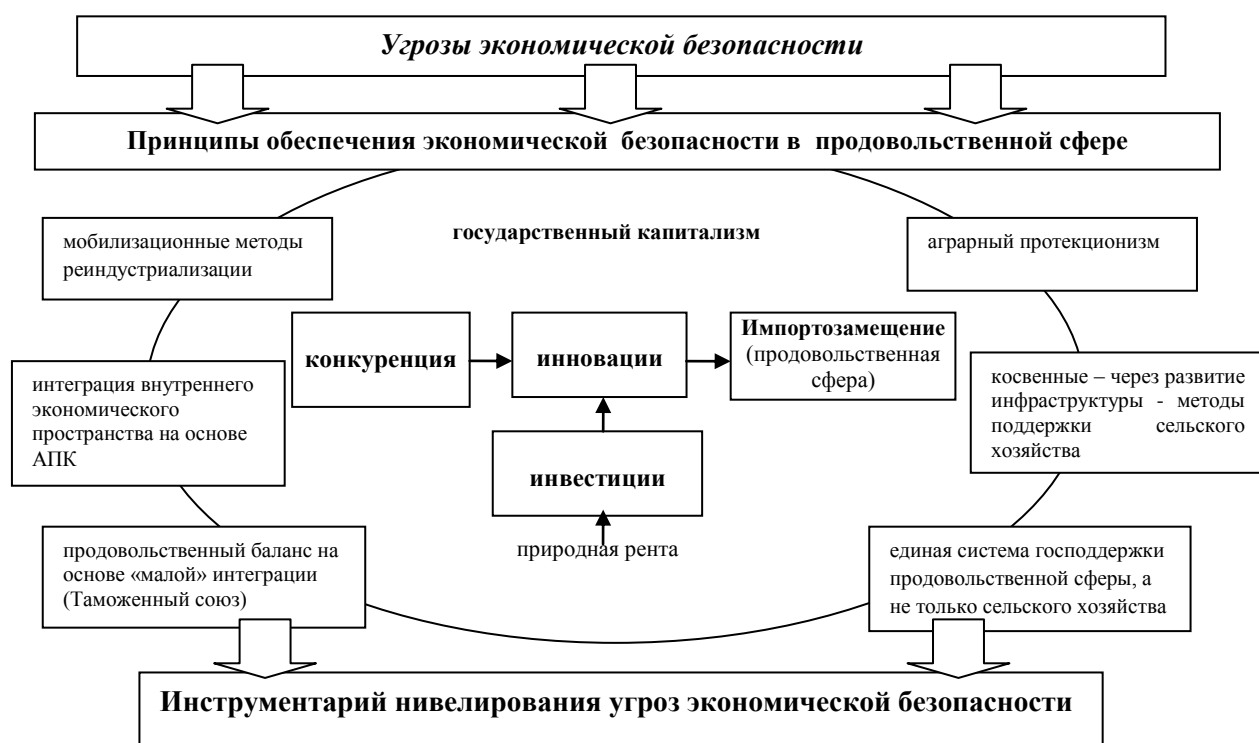 Угрозы экономической безопасности
Принципы обеспечения экономической безопасности в продовольственной сфере
мобилизационные методы
реиндустриализации
государственный капитализм
аграрный протекционизм
конкуренция
инновации
Импортозамещение
(продовольственная
сфера)
интеграция внутреннего
экономического
пространства на основе
АПК
косвенные – через развитие
инфраструктуры - методы
поддержки сельского
хозяйства
инвестиции
природная рента
продовольственный баланс на
основе «малой» интеграции
(Таможенный союз)
единая система господдержки
продовольственной сферы, а
не только сельского хозяйства
Инструментарий нивелирования угроз экономической безопасности